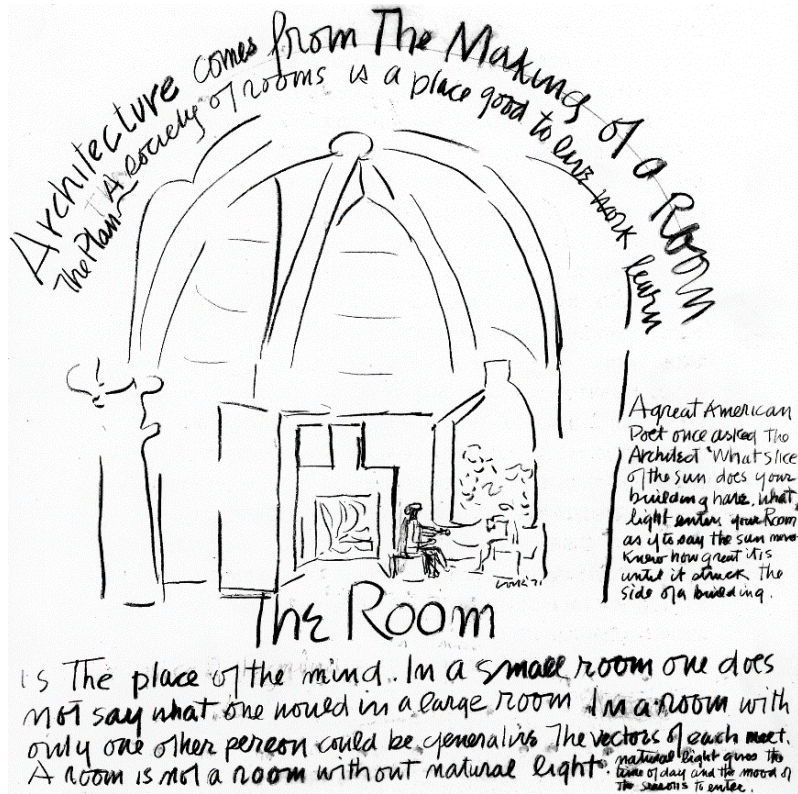 Architecture comes from The Making of a Room
The Plan A society of rooms is a place good to live work learn
A great American
Poet once asked the
Architect 'What slice
of the sun does your
building have, what
light enters your Room
as if to say the sun never
knew how great it is
until it struck the
side of a building.
Lou K '71
The Room
is The place of the mind. In a small room one does
not say what one would in a large room In a room with
only one other person could be generative The vectors of each meet.
A room is not a room without natural light.
natural light gives the
time of day and the mood of
The seasons to enter.